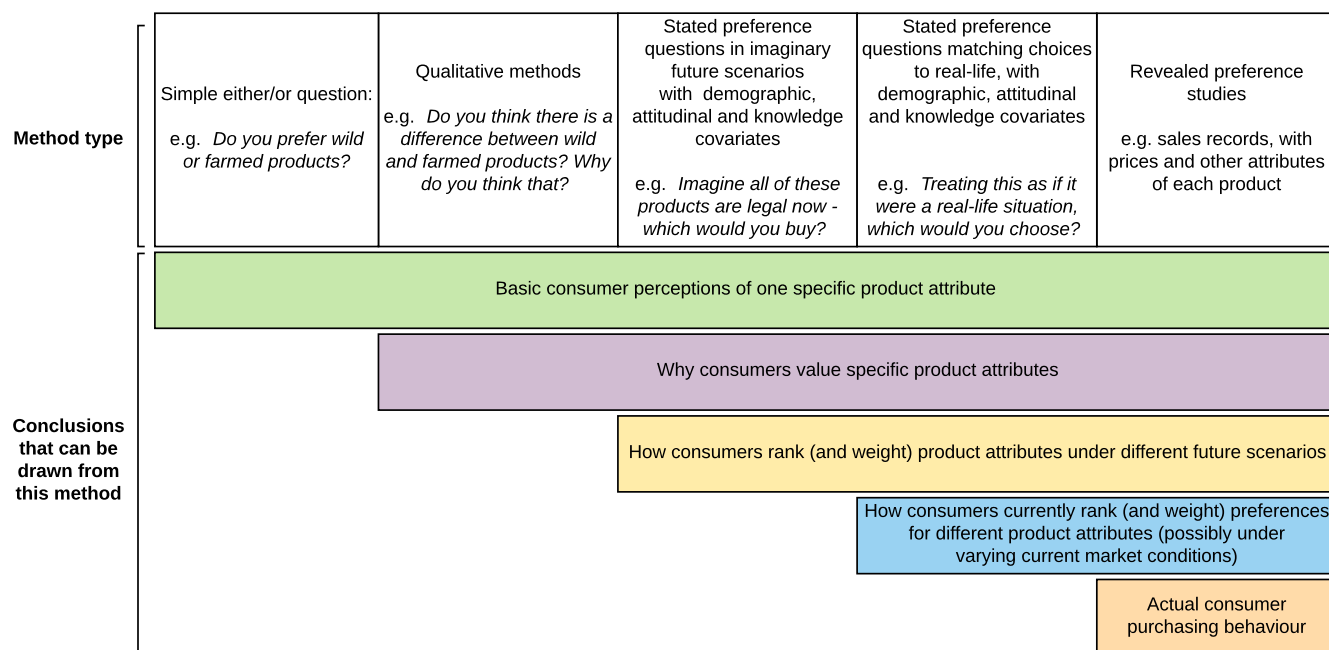 Method type
Simple either/or question:
e.g. Do you prefer wild
or farmed products?
Qualitative methods
e.g. Do you think there is a
difference between wild
and farmed products? Why
do you think that?
Stated preference
questions in imaginary
future scenarios
with demographic,
attitudinal and knowledge
covariates
e.g. Imagine all of these
products are legal now -
which would you buy?
Stated preference
questions matching choices
to real-life, with
demographic, attitudinal
and knowledge covariates
e.g. Treating this as if it
were a real-life situation,
which would you choose?
Revealed preference
studies
e.g. sales records, with
prices and other attributes
of each product
Conclusions
that can be
drawn from
this method
Basic consumer perceptions of one specific product attribute
Why consumers value specific product attributes
How consumers rank (and weight) product attributes under different future scenarios
How consumers currently rank (and weight) preferences
for different product attributes (possibly under
varying current market conditions)
Actual consumer
purchasing behaviour